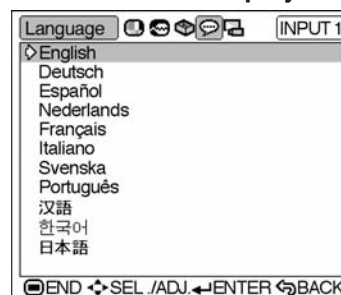 Language INPUT 1
English
Deutsch
Español
Nederlands
Français
Italiano
Svenska
Português
汉語
한국어
日本語
END SEL./ADJ. ENTER BACK